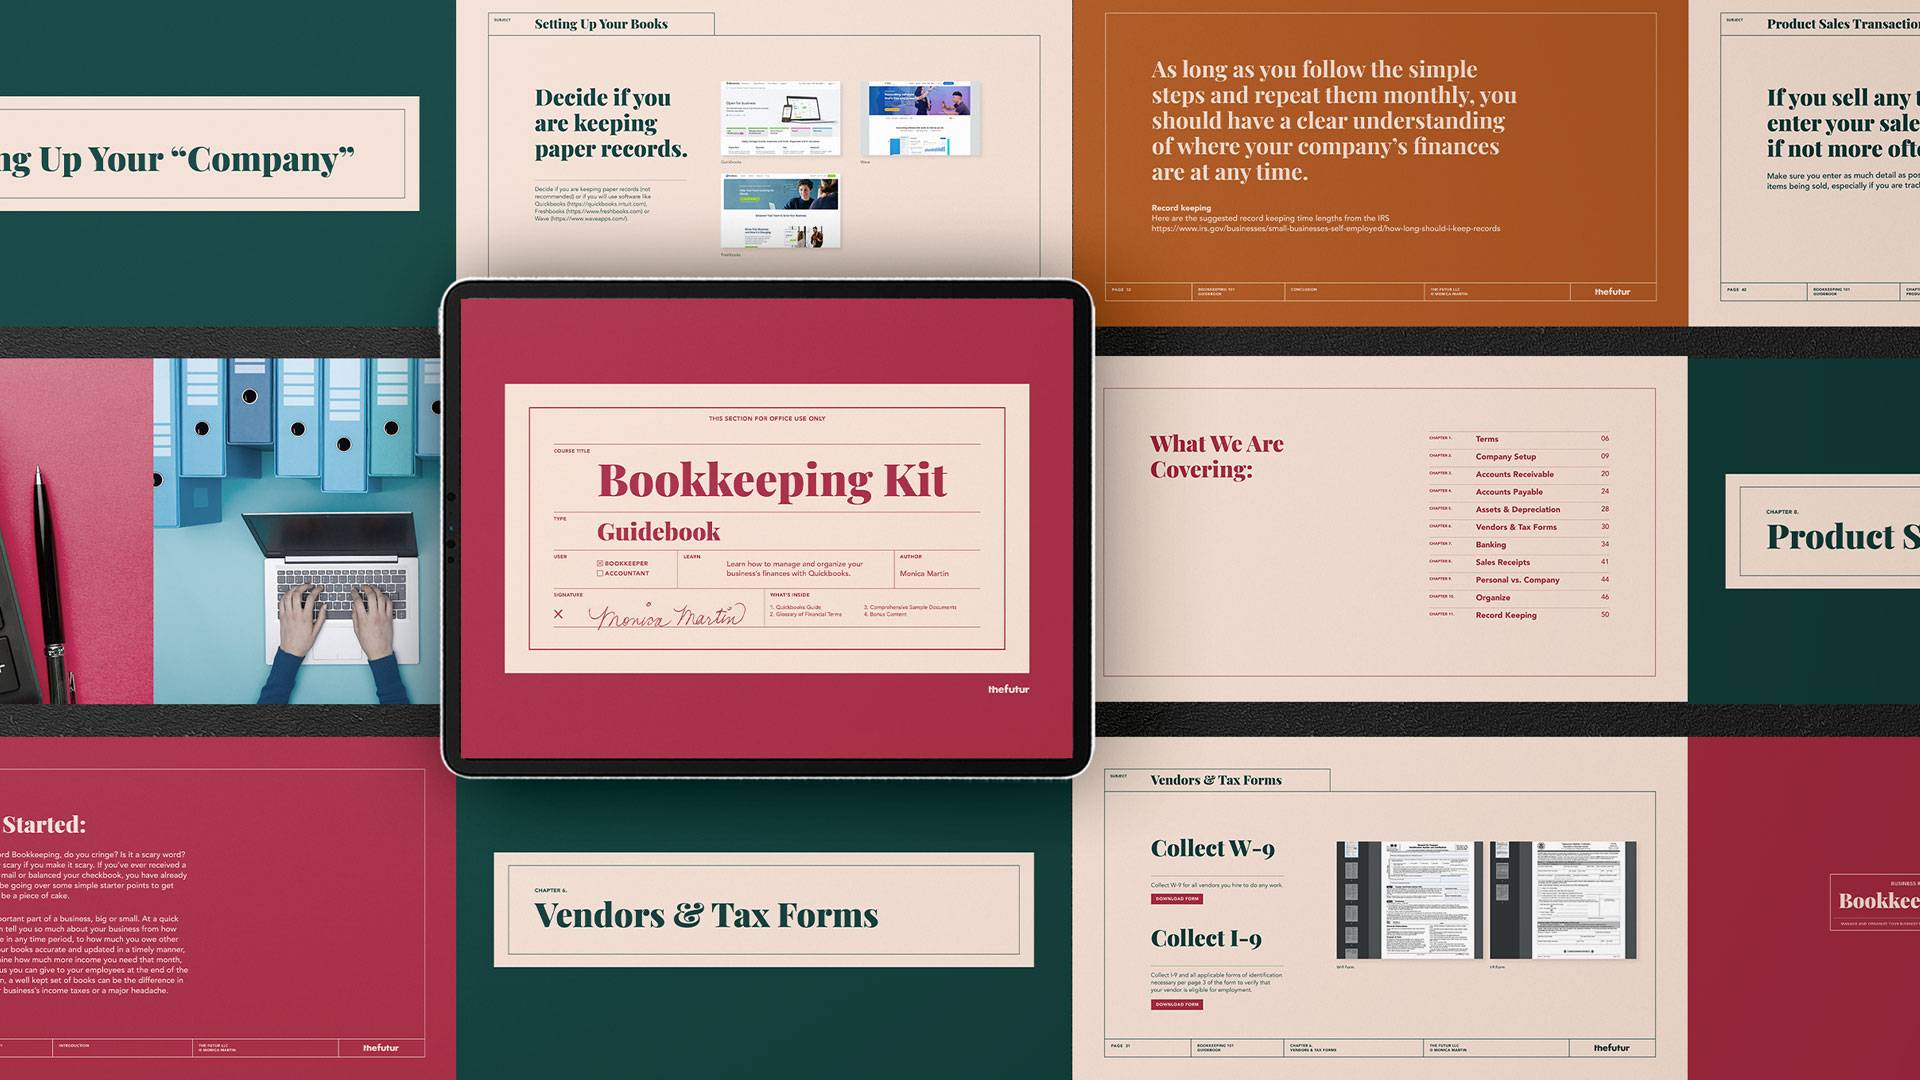 ng Up Your “Company”
SUBJECT
Setting Up Your Books
Decide if you
are keeping
paper records.
Decide if you are keeping paper records (not
recommended) or if you will use software like
Quickbooks (https://quickbooks.intuit.com),
Freshbooks (https://www.freshbooks.com) or
Wave (https://www.waveapps.com/).
Quickbooks
Wave
Freshbooks
As long as you follow the simple
steps and repeat them monthly, you
should have a clear understanding
of where your company’s finances
are at any time.
Record keeping
Here are the suggested record keeping time lengths from the IRS
https://www.irs.gov/businesses/small-businesses-self-employed/how-long-should-i-keep-records
BOOKKEEPING 101
GUIDEBOOK
CONCLUSION
THE FUTUR LLC
© MONICA MARTIN
thefutur
SUBJECT
Product Sales Transaction
If you sell any t
enter your sale
if not more ofte
Make sure you enter as much detail as pos
items being sold, especially if you are track
PAGE 42
BOOKKEEPING 101
GUIDEBOOK
THIS SECTION FOR OFFICE USE ONLY
COURSE TITLE
Bookkeeping Kit
TYPE
Guidebook
USER
BOOKKEEPER
ACCOUNTANT
LEARN
Learn how to manage and organize your
business’s finances with Quickbooks.
AUTHOR
Monica Martin
SIGNATURE
X
Monica Martin
WHAT’S INSIDE
1. Quickbooks Guide
2. Glossary of Financial Terms
3. Comprehensive Sample Documents
4. Bonus Content
thefutur
What We Are
Covering:
CHAPTER 1. Terms 06
CHAPTER 2. Company Setup 09
CHAPTER 3. Accounts Receivable 20
CHAPTER 4. Accounts Payable 24
CHAPTER 5. Assets & Depreciation 28
CHAPTER 6. Vendors & Tax Forms 30
CHAPTER 7. Banking 34
CHAPTER 8. Sales Receipts 41
CHAPTER 9. Personal vs. Company 44
CHAPTER 10. Organize 46
CHAPTER 11. Record Keeping 50
CHAPTER 8.
Product S
Started:
ord Bookkeeping, do you cringe? Is it a scary word?
scary if you make it scary. If you’ve ever received a
mail or balanced your checkbook, you have already
be going over some simple starter points to get
be a piece of cake.
portant part of a business, big or small. At a quick
n tell you so much about your business from how
e in any time period, to how much you owe other
ur books accurate and updated in a timely manner,
ine how much more income you need that month,
us you can give to your employees at the end of the
n, a well kept set of books can be the difference in
business’s income taxes or a major headache.
INTRODUCTION
THE FUTUR LLC
© MONICA MARTIN
thefutur
CHAPTER 6.
Vendors & Tax Forms
SUBJECT
Vendors & Tax Forms
Collect W-9
Collect W-9 for all vendors you hire to do any work.
DOWNLOAD FORM
Collect I-9
Collect I-9 and all applicable forms of identification
necessary per page 3 of the form to verify that
your vendor is eligible for employment.
DOWNLOAD FORM
W-9 Form
I-9 Form
PAGE 31
BOOKKEEPING 101
GUIDEBOOK
CHAPTER 6.
VENDORS & TAX FORMS
THE FUTUR LLC
© MONICA MARTIN
thefutur
Bookkee